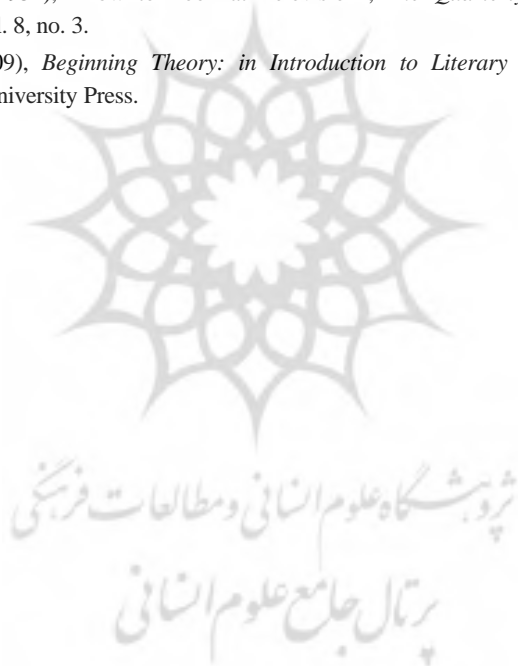 l. 8, no. 3.
09), Beginning Theory: in Introduction to Literary
niversity Press.
پژوهشگاه علوم انسانی و مطالعات فرهنگی
پرتال جامع علوم انسانی